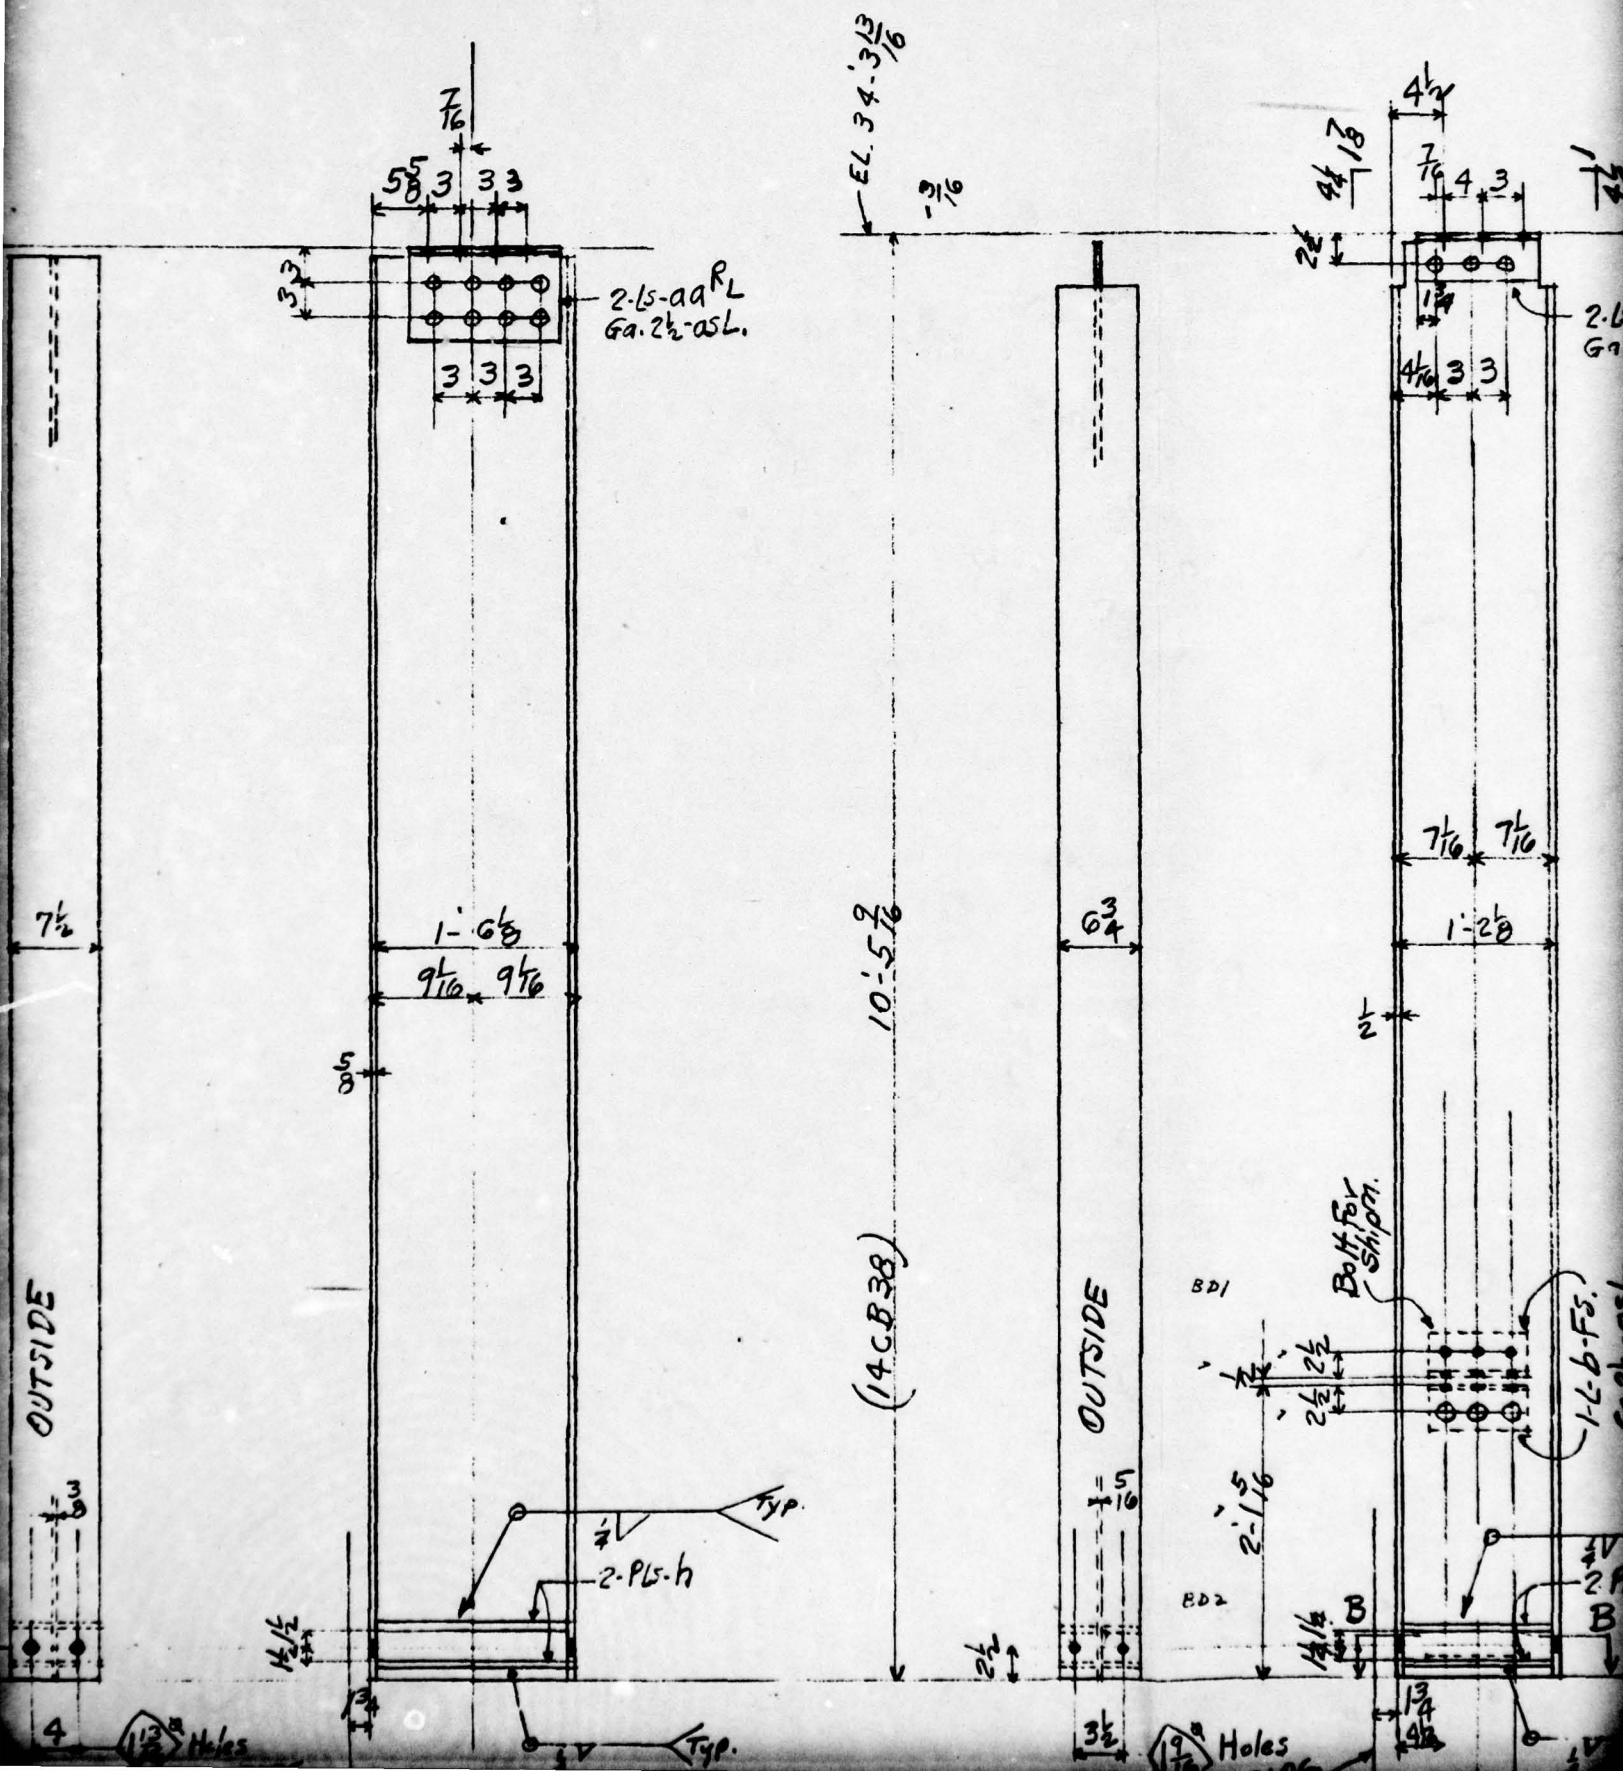 7/16
5 5/8 3 3 3
3
3
2-Ls-aa R L
Ga. 2 1/2-asL.
3 3 3
7 1/2
1'- 6 1/8
9 1/16 9 1/16
5/8
OUTSIDE
3/8
1/4
Typ.
2-PLs-h
1 1/2 1 1/2
1 3/4
4
Holes
Typ.
EL. 34'-3 13/16
-3/16
10'-5 9/16
(14CB38)
6 3/4
OUTSIDE
5/16
2 1/2
3 1/2
1 9/16 ø Holes
4 1/2
7/8
4 1/4
7/16 4 3
2 1/2
1 3/4
4 1/16 3 3
7 1/16 7 1/16
1'-2 1/8
1/2
Bolt For
Shipm.
BD1
2 1/2
1/2
2 1/2
1-L-b-FS.
2'-1 5/16
BD2
B
B
1 3/4